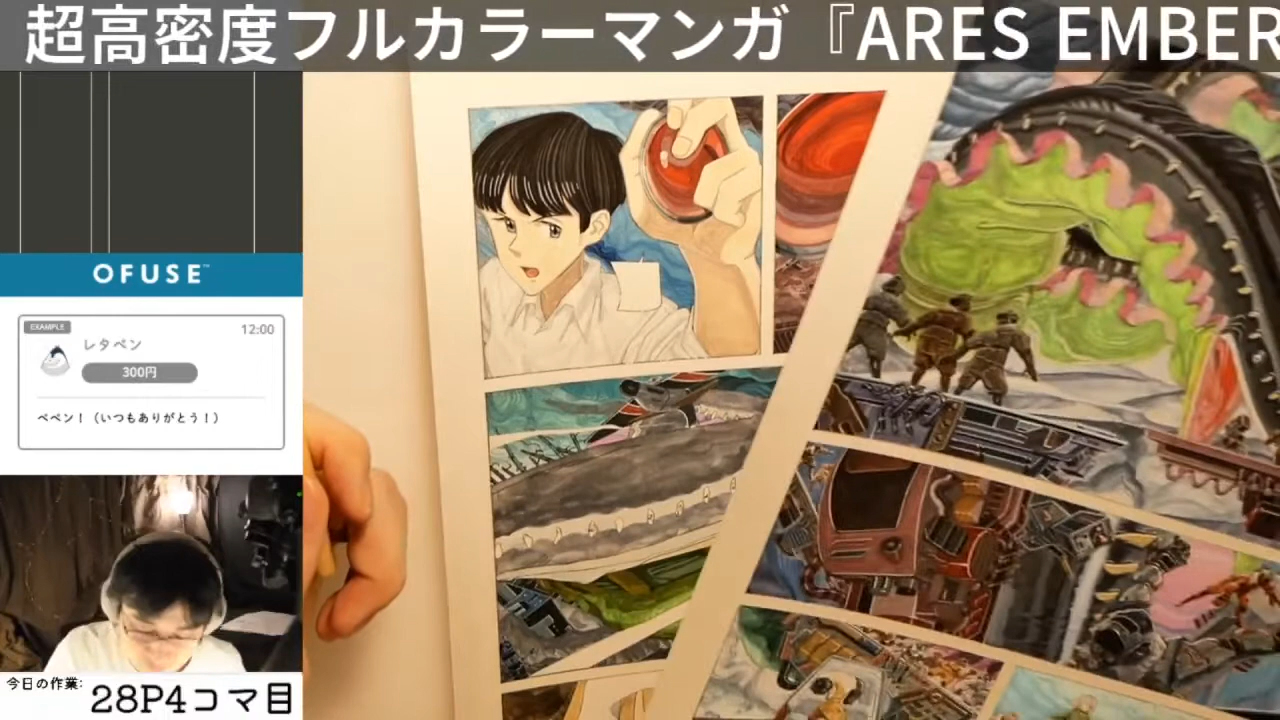 超高密度フルカラーマンガ『ARES EMBER
OFUSE™
EXAMPLE
12:00
レタペン
300円
ペペン！（いつもありがとう！）
今日の作業:
28P4コマ目